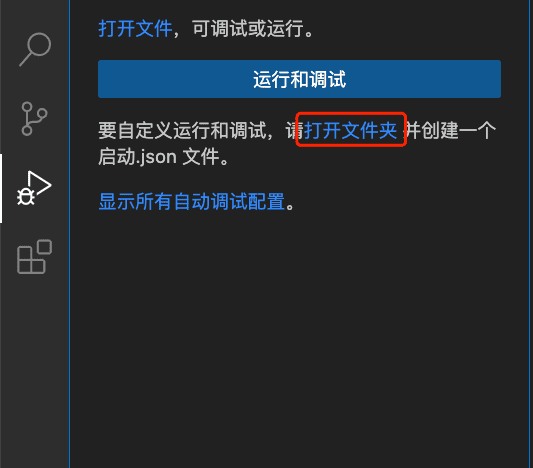 打开文件，可调试或运行。
运行和调试
要自定义运行和调试，请打开文件夹 并创建一个
启动.json 文件。
显示所有自动调试配置。